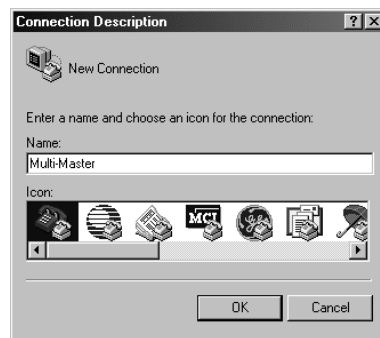 Connection Description
New Connection
Enter a name and choose an icon for the connection:
Name:
Multi-Master
Icon:
MCI
OK
Cancel